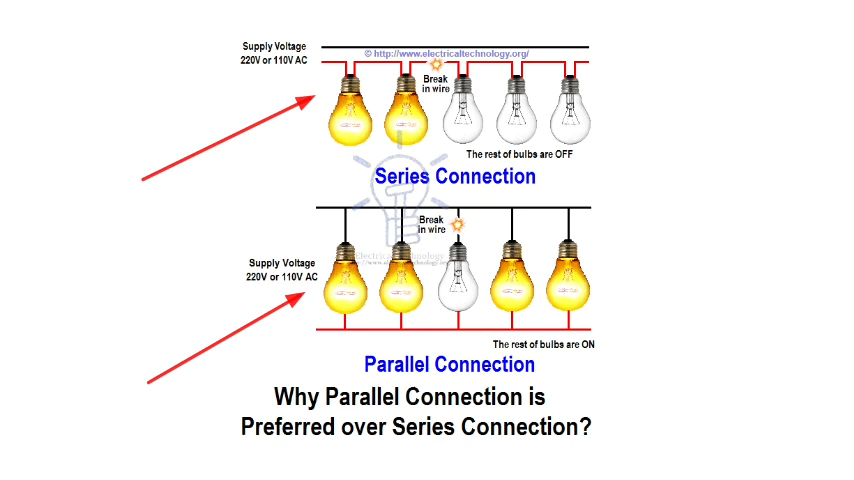 Supply Voltage
220V or 110V AC
© http://www.electricaltechnology.org/
Break
in wire
The rest of bulbs are OFF
Series Connection
Break
in wire
Electrical Technology
Supply Voltage
220V or 110V AC
The rest of bulbs are ON
Parallel Connection
Why Parallel Connection is
Preferred over Series Connection?